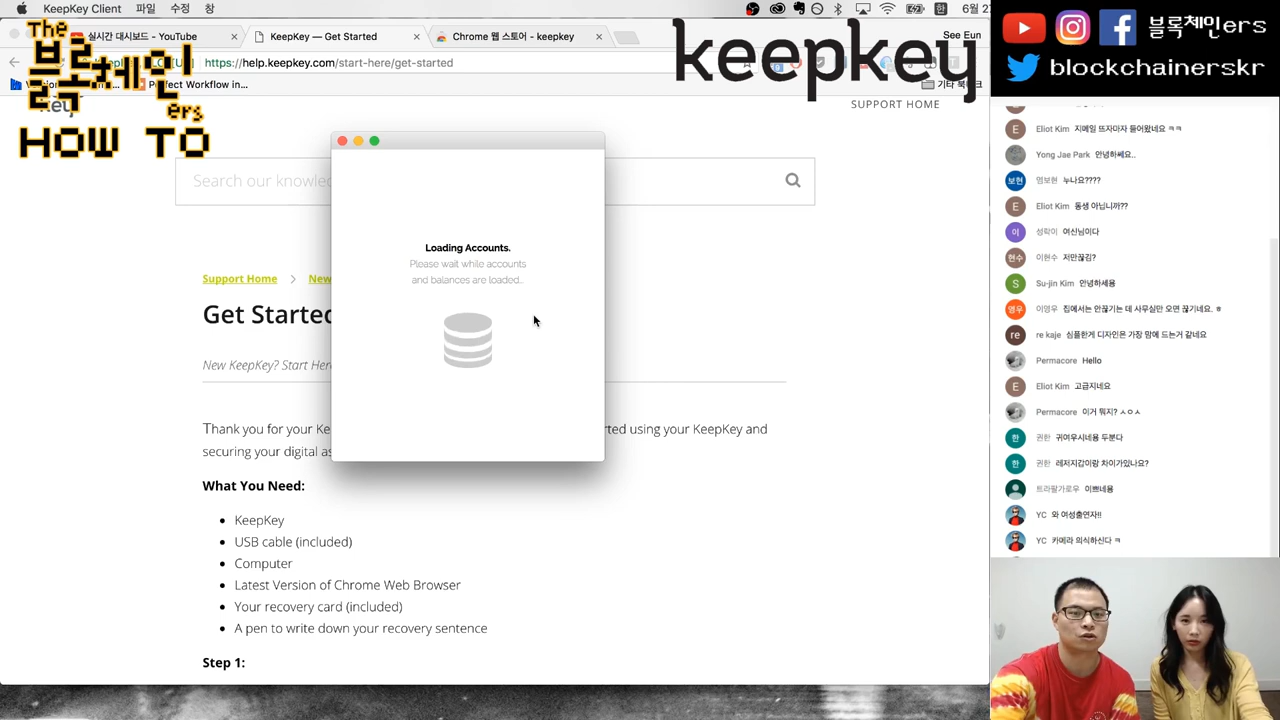 KeepKey Client 파일 수정 창
실시간 대시보드 - YouTube
KeepKey — Get Started
Chrome 웹 스토어 - keepkey
See Eun
https://help.keepkey.com/start-here/get-started
Perfect Workflow in...
The
블록체인
ers
HOW TO
keepkey
SUPPORT HOME
Search our knowle
Support Home > New
Get Started
New KeepKey? Start Here
Thank you for your Ke
rted using your KeepKey and
securing your digital as
What You Need:
KeepKey
USB cable (included)
Computer
Latest Version of Chrome Web Browser
Your recovery card (included)
A pen to write down your recovery sentence
Step 1:
Loading Accounts.
Please wait while accounts
and balances are loaded...
블록체인ers
blockchainerskr
Eliot Kim 지메일 뜨자마자 들어왔네요 ㅋㅋ
Yong Jae Park 안녕하쎄요..
염보현 누나요????
Eliot Kim 동생 아닙니까??
성락이 여신님이다
이현수 저만끊김?
Su-jin Kim 안녕하세용
이영우 집에서는 안끊기는 데 사무실만 오면 끊기네요. ㅎ
re kaje 심플한게 디자인은 가장 맘에 드는거 같네요
Permacore Hello
Eliot Kim 고급지네요
Permacore 이거 뭐지? ㅅㅇㅅ
권한 귀여우시네용 두분다
권한 레저지갑이랑 차이가있나요?
트라팔가로우 이쁘네용
YC 와 여성출연자!!
YC 카메라 의식하신다 ㅋ